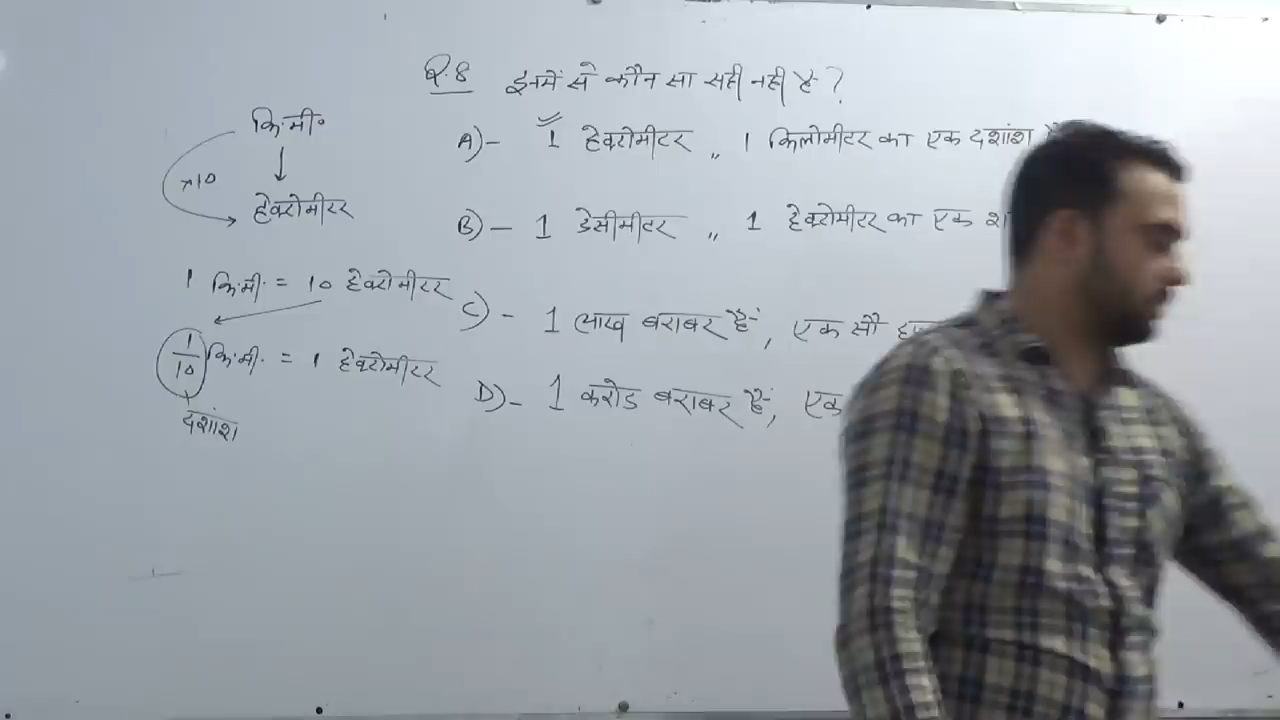 Q.8 इनमें से कौन सा सही नही है ?
A)- 1 हेक्टोमीटर ,, 1 किलोमीटर का एक दशांश
B)- 1 डेसीमीटर ,, 1 हेक्टोमीटर का एक
C)- 1 लाख बराबर है, एक सौ
D)- 1 करोड बराबर है, एक
कि.मी.
×10
हेक्टोमीटर
1 कि.मी. = 10 हेक्टोमीटर
1/10 कि.मी. = 1 हेक्टोमीटर
दशांश